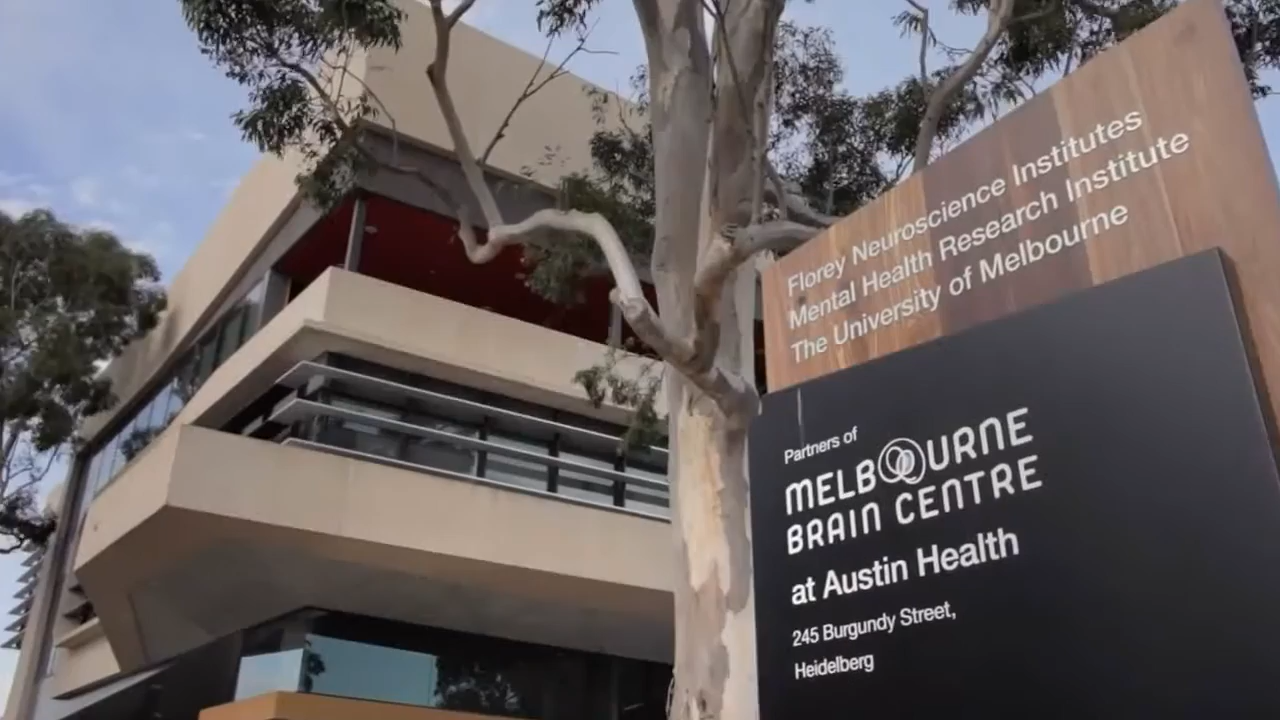 Florey Neuroscience Institutes
Mental Health Research Institute
The University of Melbourne
Partners of
MELBOURNE
BRAIN CENTRE
at Austin Health
245 Burgundy Street,
Heidelberg